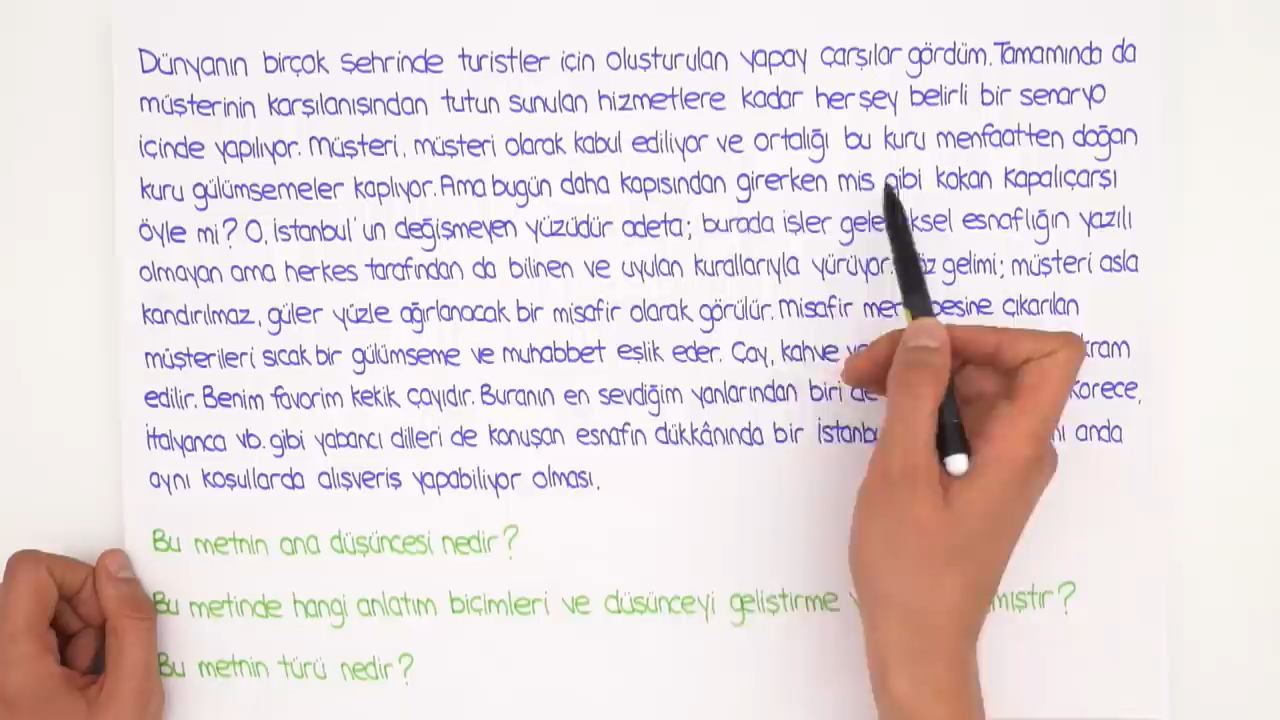 Dünyanın birçok şehrinde turistler için oluşturulan yapay çarşılar gördüm. Tamamında da
müşterinin karşılanışından tutun sunulan hizmetlere kadar her şey belirli bir senaryo
içinde yapılıyor. Müşteri, müşteri olarak kabul ediliyor ve ortalığı bu kuru menfaatten doğan
kuru gülümsemeler kaplıyor. Ama bugün daha kapısından girerken mis gibi kokan Kapalıçarşı
öyle mi? O, İstanbul'un değişmeyen yüzüdür adeta; burada işler esnaflığın yazılı
olmayan ama herkes tarafından da bilinen ve uyulan kurallarıyla yürüyor. gelimi; müşteri asla
kandırılmaz, güler yüzle ağırlanacak bir misafir olarak görülür. Misafir çıkarılan
müşterileri sıcak bir gülümseme ve muhabbet eşlik eder. Çay, kahve
edilir. Benim favorim kekik çayıdır. Buranın en sevdiğim yanlarından biri de Korece,
İtalyanca vb. gibi yabancı dilleri de konuşan esnafın dükkânında bir anda
aynı koşullarda alışveriş yapabiliyor olması.
Bu metnin ana düşüncesi nedir?
Bu metinde hangi anlatım biçimleri ve düşünceyi geliştirme
Bu metnin türü nedir?